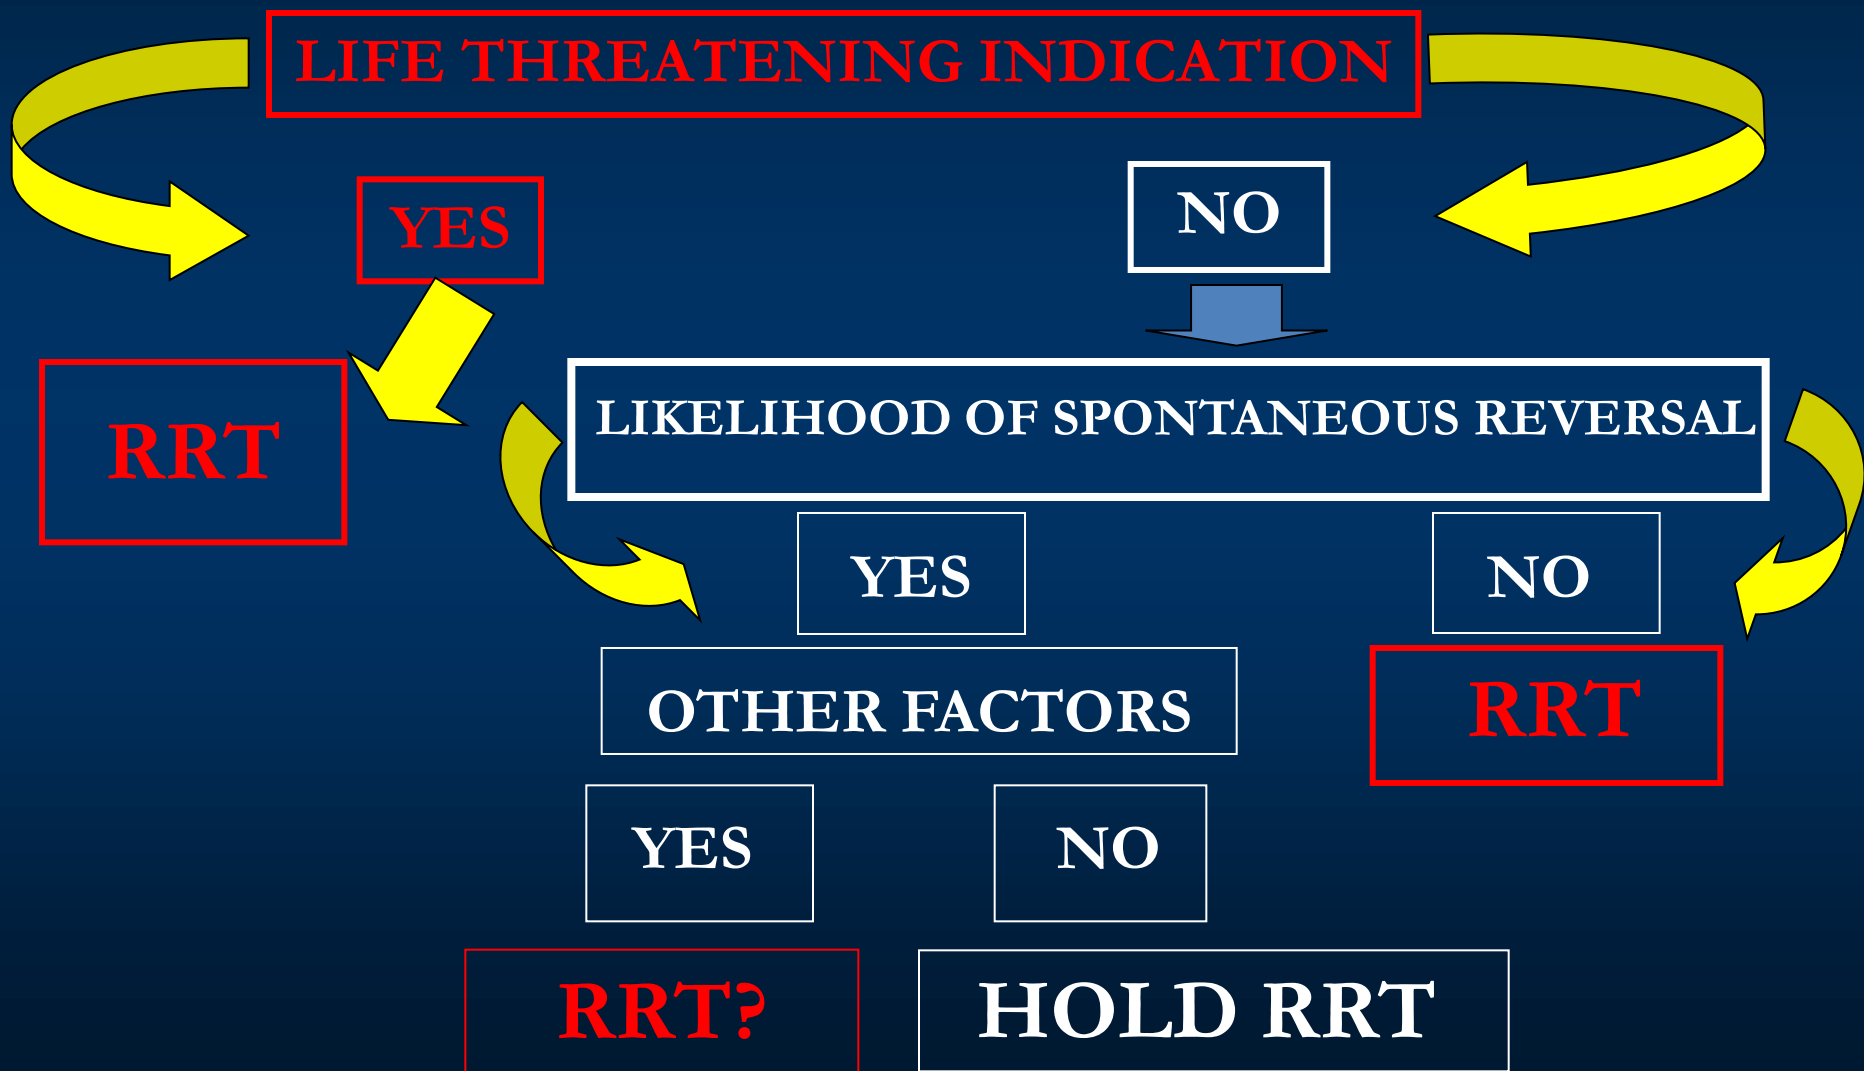 LIFE THREATENING INDICATION
YES
NO
RRT
LIKELIHOOD OF SPONTANEOUS REVERSAL
YES
NO
OTHER FACTORS
RRT
YES
NO
RRT?
HOLD RRT